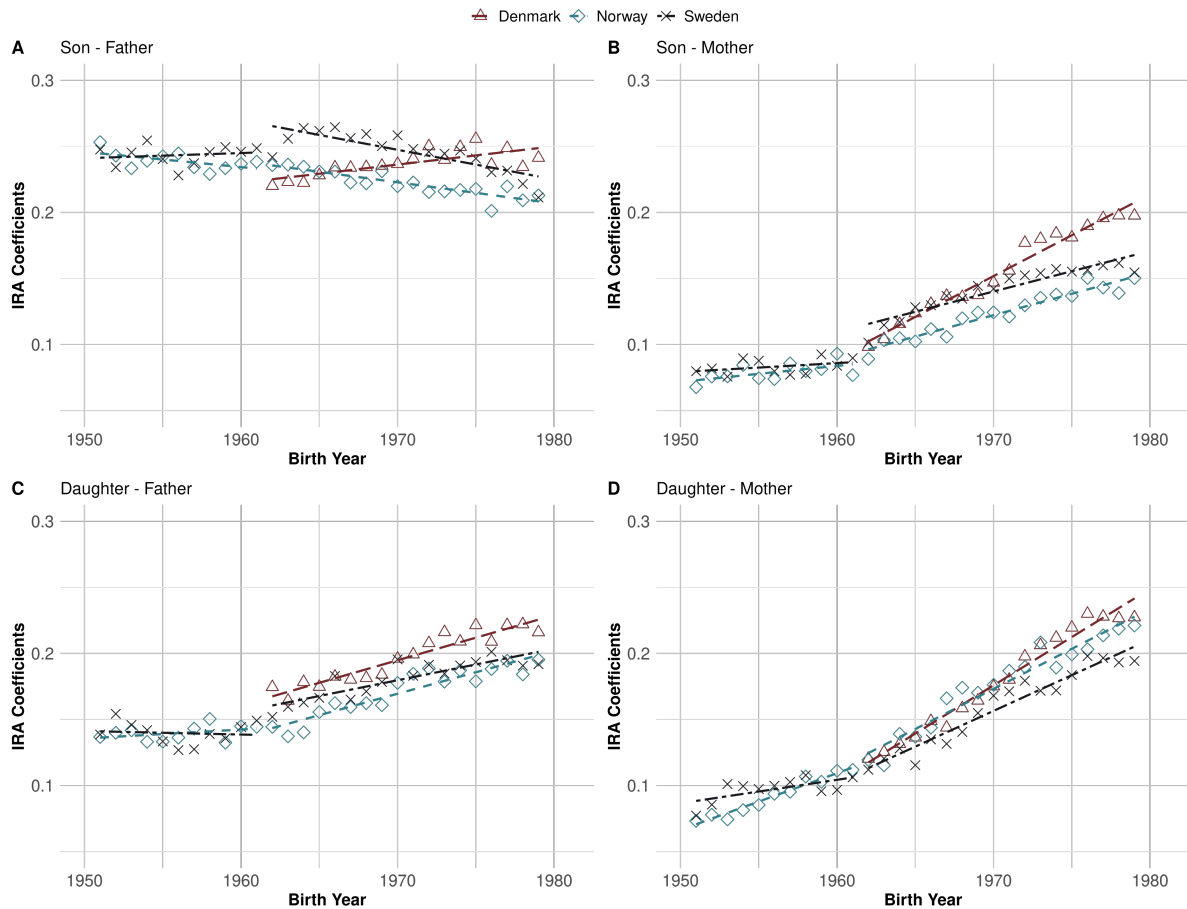 Denmark Norway Sweden
A Son - Father
0.3
0.2
0.1
IRA Coefficients
1950 1960 1970 1980
Birth Year
B Son - Mother
0.3
0.2
0.1
IRA Coefficients
1950 1960 1970 1980
Birth Year
C Daughter - Father
0.3
0.2
0.1
IRA Coefficients
1950 1960 1970 1980
Birth Year
D Daughter - Mother
0.3
0.2
0.1
IRA Coefficients
1950 1960 1970 1980
Birth Year